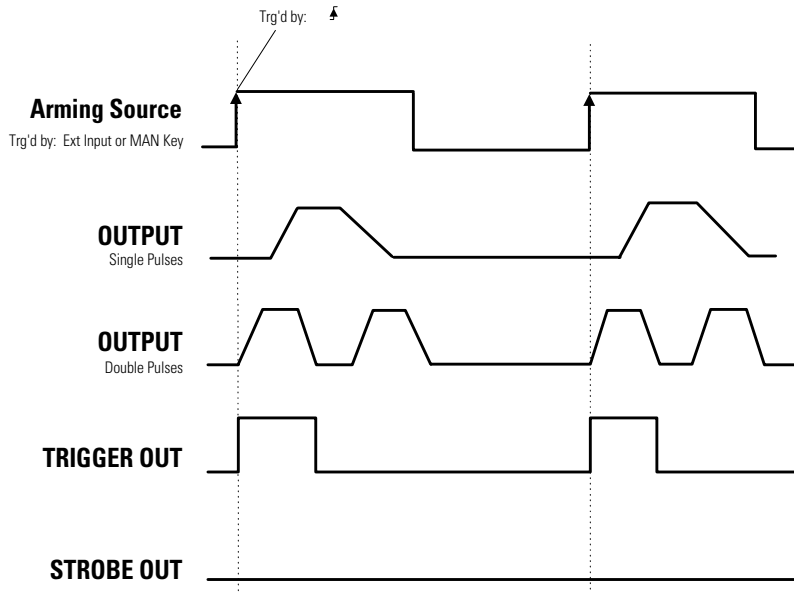 Trg'd by:
Arming Source
Trg'd by: Ext Input or MAN Key
OUTPUT
Single Pulses
OUTPUT
Double Pulses
TRIGGER OUT
STROBE OUT